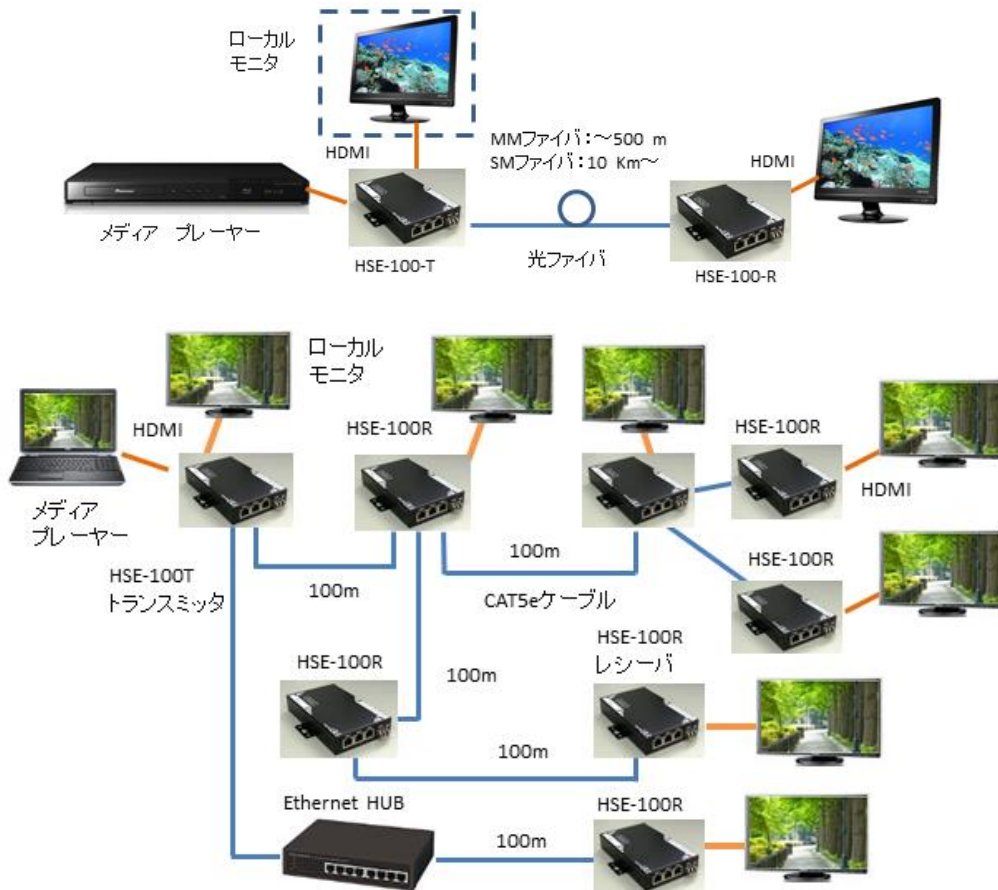 ローカル
モニタ
HDMI
MMファイバ:～500 m
SMファイバ:10 Km～
HDMI
メディア プレーヤー
HSE-100-T
光ファイバ
HSE-100-R
ローカル
モニタ
HDMI
HSE-100R
HSE-100R
HDMI
メディア
プレーヤー
100m
HSE-100R
HSE-100T
トランスミッタ
100m
CAT5eケーブル
HSE-100R
レシーバ
HSE-100R
100m
100m
Ethernet HUB
HSE-100R
100m